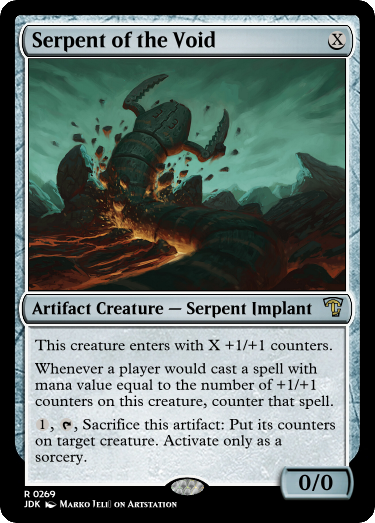 Serpent of the Void X
Artifact Creature — Serpent Implant
This creature enters with X +1/+1 counters.
Whenever a player would cast a spell with
mana value equal to the number of +1/+1
counters on this creature, counter that spell.
1, , Sacrifice this artifact: Put its counters
on target creature. Activate only as a
sorcery.
0/0
R 0269
JDK Marko Jeli▯ on Artstation